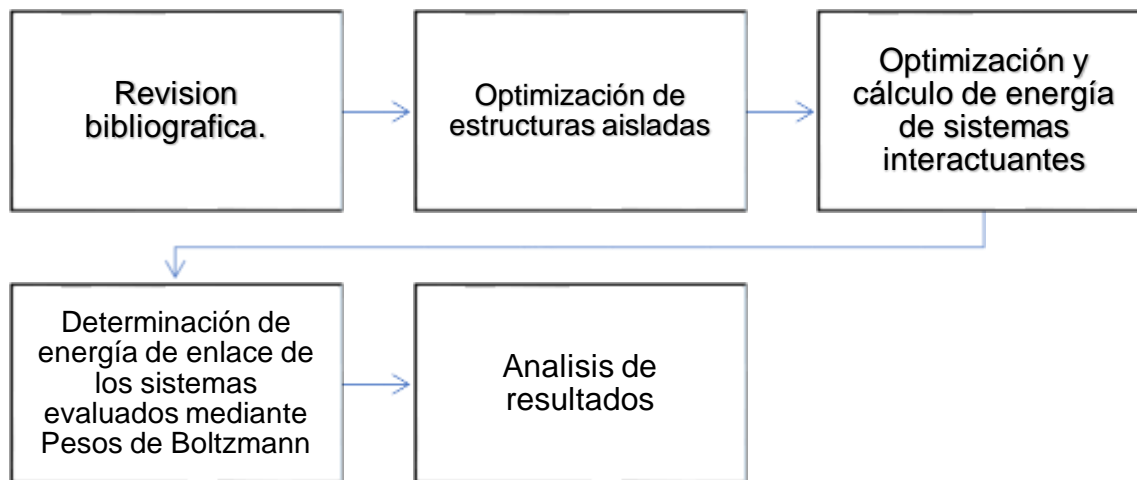 Revision
bibliografica.
Optimización de
estructuras aisladas
Optimización y
cálculo de energía
de sistemas
interactuantes
Determinación de
energía de enlace de
los sistemas
evaluados mediante
Pesos de Boltzmann
Analisis de
resultados